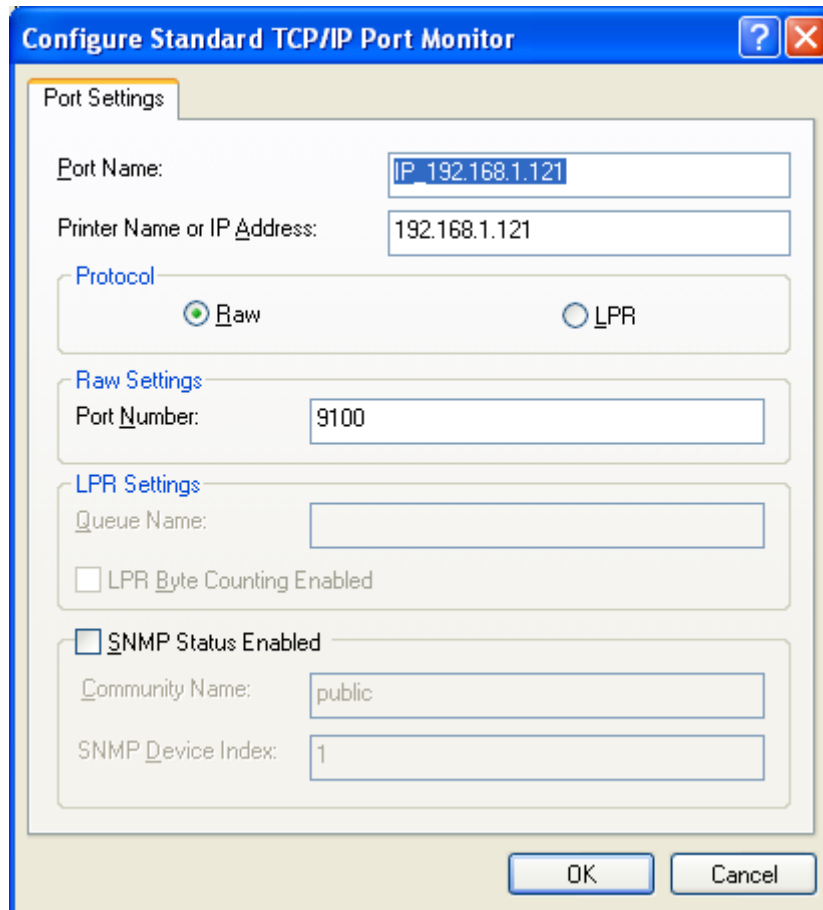 Configure Standard TCP/IP Port Monitor
Port Settings
Port Name: IP_192.168.1.121
Printer Name or IP Address: 192.168.1.121
Protocol
Raw LPR
Raw Settings
Port Number: 9100
LPR Settings
Queue Name:
LPR Byte Counting Enabled
SNMP Status Enabled
Community Name: public
SNMP Device Index: 1
OK Cancel